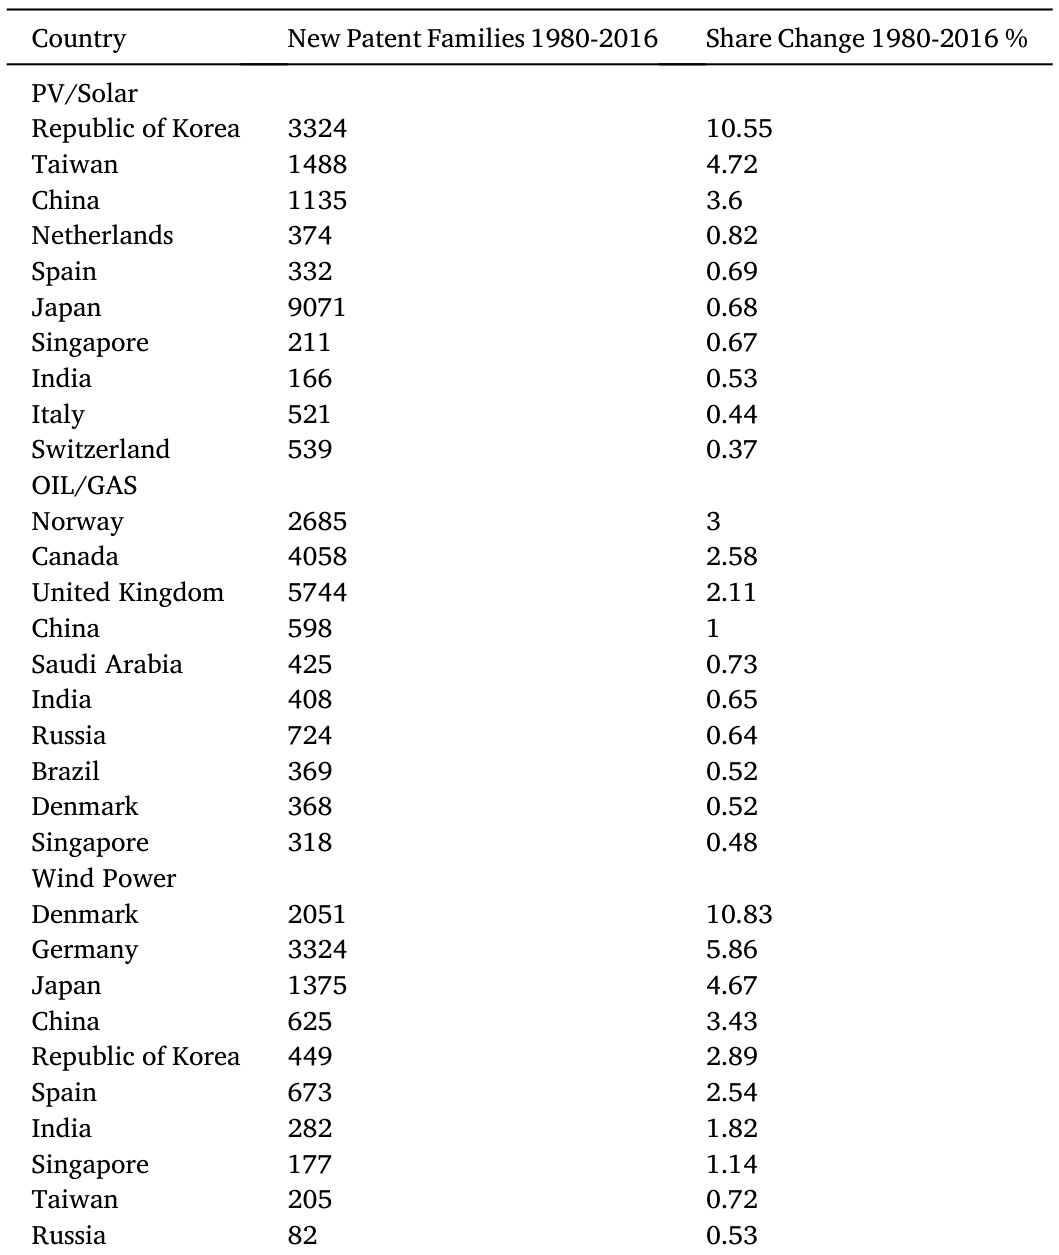 Country New Patent Families 1980-2016 Share Change 1980-2016 %
PV/Solar
Republic of Korea 3324 10.55
Taiwan 1488 4.72
China 1135 3.6
Netherlands 374 0.82
Spain 332 0.69
Japan 9071 0.68
Singapore 211 0.67
India 166 0.53
Italy 521 0.44
Switzerland 539 0.37
OIL/GAS
Norway 2685 3
Canada 4058 2.58
United Kingdom 5744 2.11
China 598 1
Saudi Arabia 425 0.73
India 408 0.65
Russia 724 0.64
Brazil 369 0.52
Denmark 368 0.52
Singapore 318 0.48
Wind Power
Denmark 2051 10.83
Germany 3324 5.86
Japan 1375 4.67
China 625 3.43
Republic of Korea 449 2.89
Spain 673 2.54
India 282 1.82
Singapore 177 1.14
Taiwan 205 0.72
Russia 82 0.53